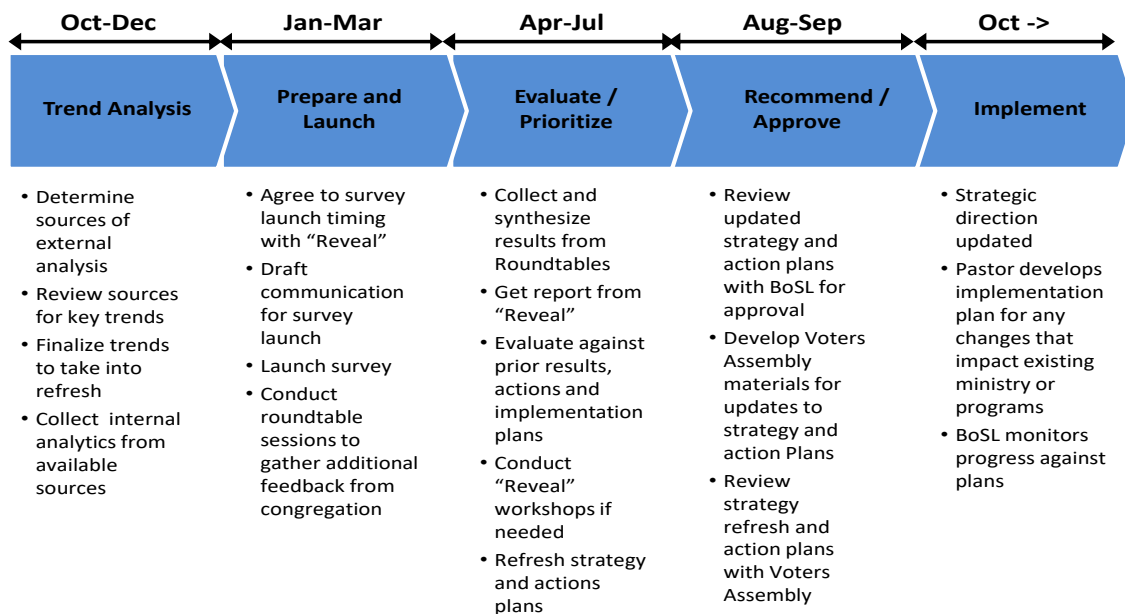 Oct-Dec
Jan-Mar
Apr-Jul
Aug-Sep
Oct ->
Trend Analysis
Prepare and
Launch
Evaluate /
Prioritize
Recommend /
Approve
Implement
• Determine
sources of
external
analysis
• Review sources
for key trends
• Finalize trends
to take into
refresh
• Collect internal
analytics from
available
sources
• Agree to survey
launch timing
with “Reveal”
• Draft
communication
for survey
launch
• Launch survey
• Conduct
roundtable
sessions to
gather additional
feedback from
congregation
• Collect and
synthesize
results from
Roundtables
• Get report from
“Reveal”
• Evaluate against
prior results,
actions and
implementation
plans
• Conduct
“Reveal”
workshops if
needed
• Refresh strategy
and actions
plans
• Review
updated
strategy and
action plans
with BoSL for
approval
• Develop Voters
Assembly
materials for
updates to
strategy and
action Plans
• Review
strategy
refresh and
action plans
with Voters
Assembly
• Strategic
direction
updated
• Pastor develops
implementation
plan for any
changes that
impact existing
ministry or
programs
• BoSL monitors
progress against
plans